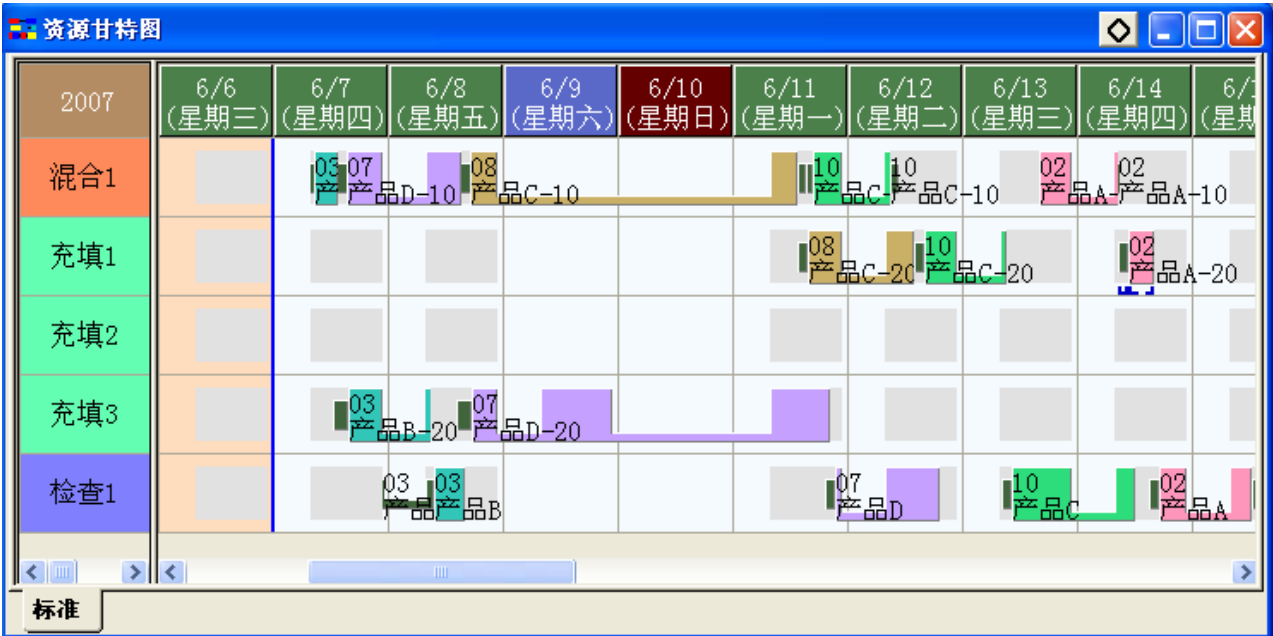 资源甘特图
2007
6/6 6/7 6/8 6/9 6/10 6/11 6/12 6/13 6/14 6/1
(星期三) (星期四) (星期五) (星期六) (星期日) (星期一) (星期二) (星期三) (星期四) (星期
混合1
03 07 08 10 10 02 02
产 产品D-10 产品C-10 产品C- 产品C-10 产品A- 产品A-10
充填1
08 10 02
产品C-20 产品C-20 产品A-20
充填2
充填3
03 07
产品B-20 产品D-20
检查1
03 03 07 10 02
产品 产品B 产品D 产品C 产品A
标准